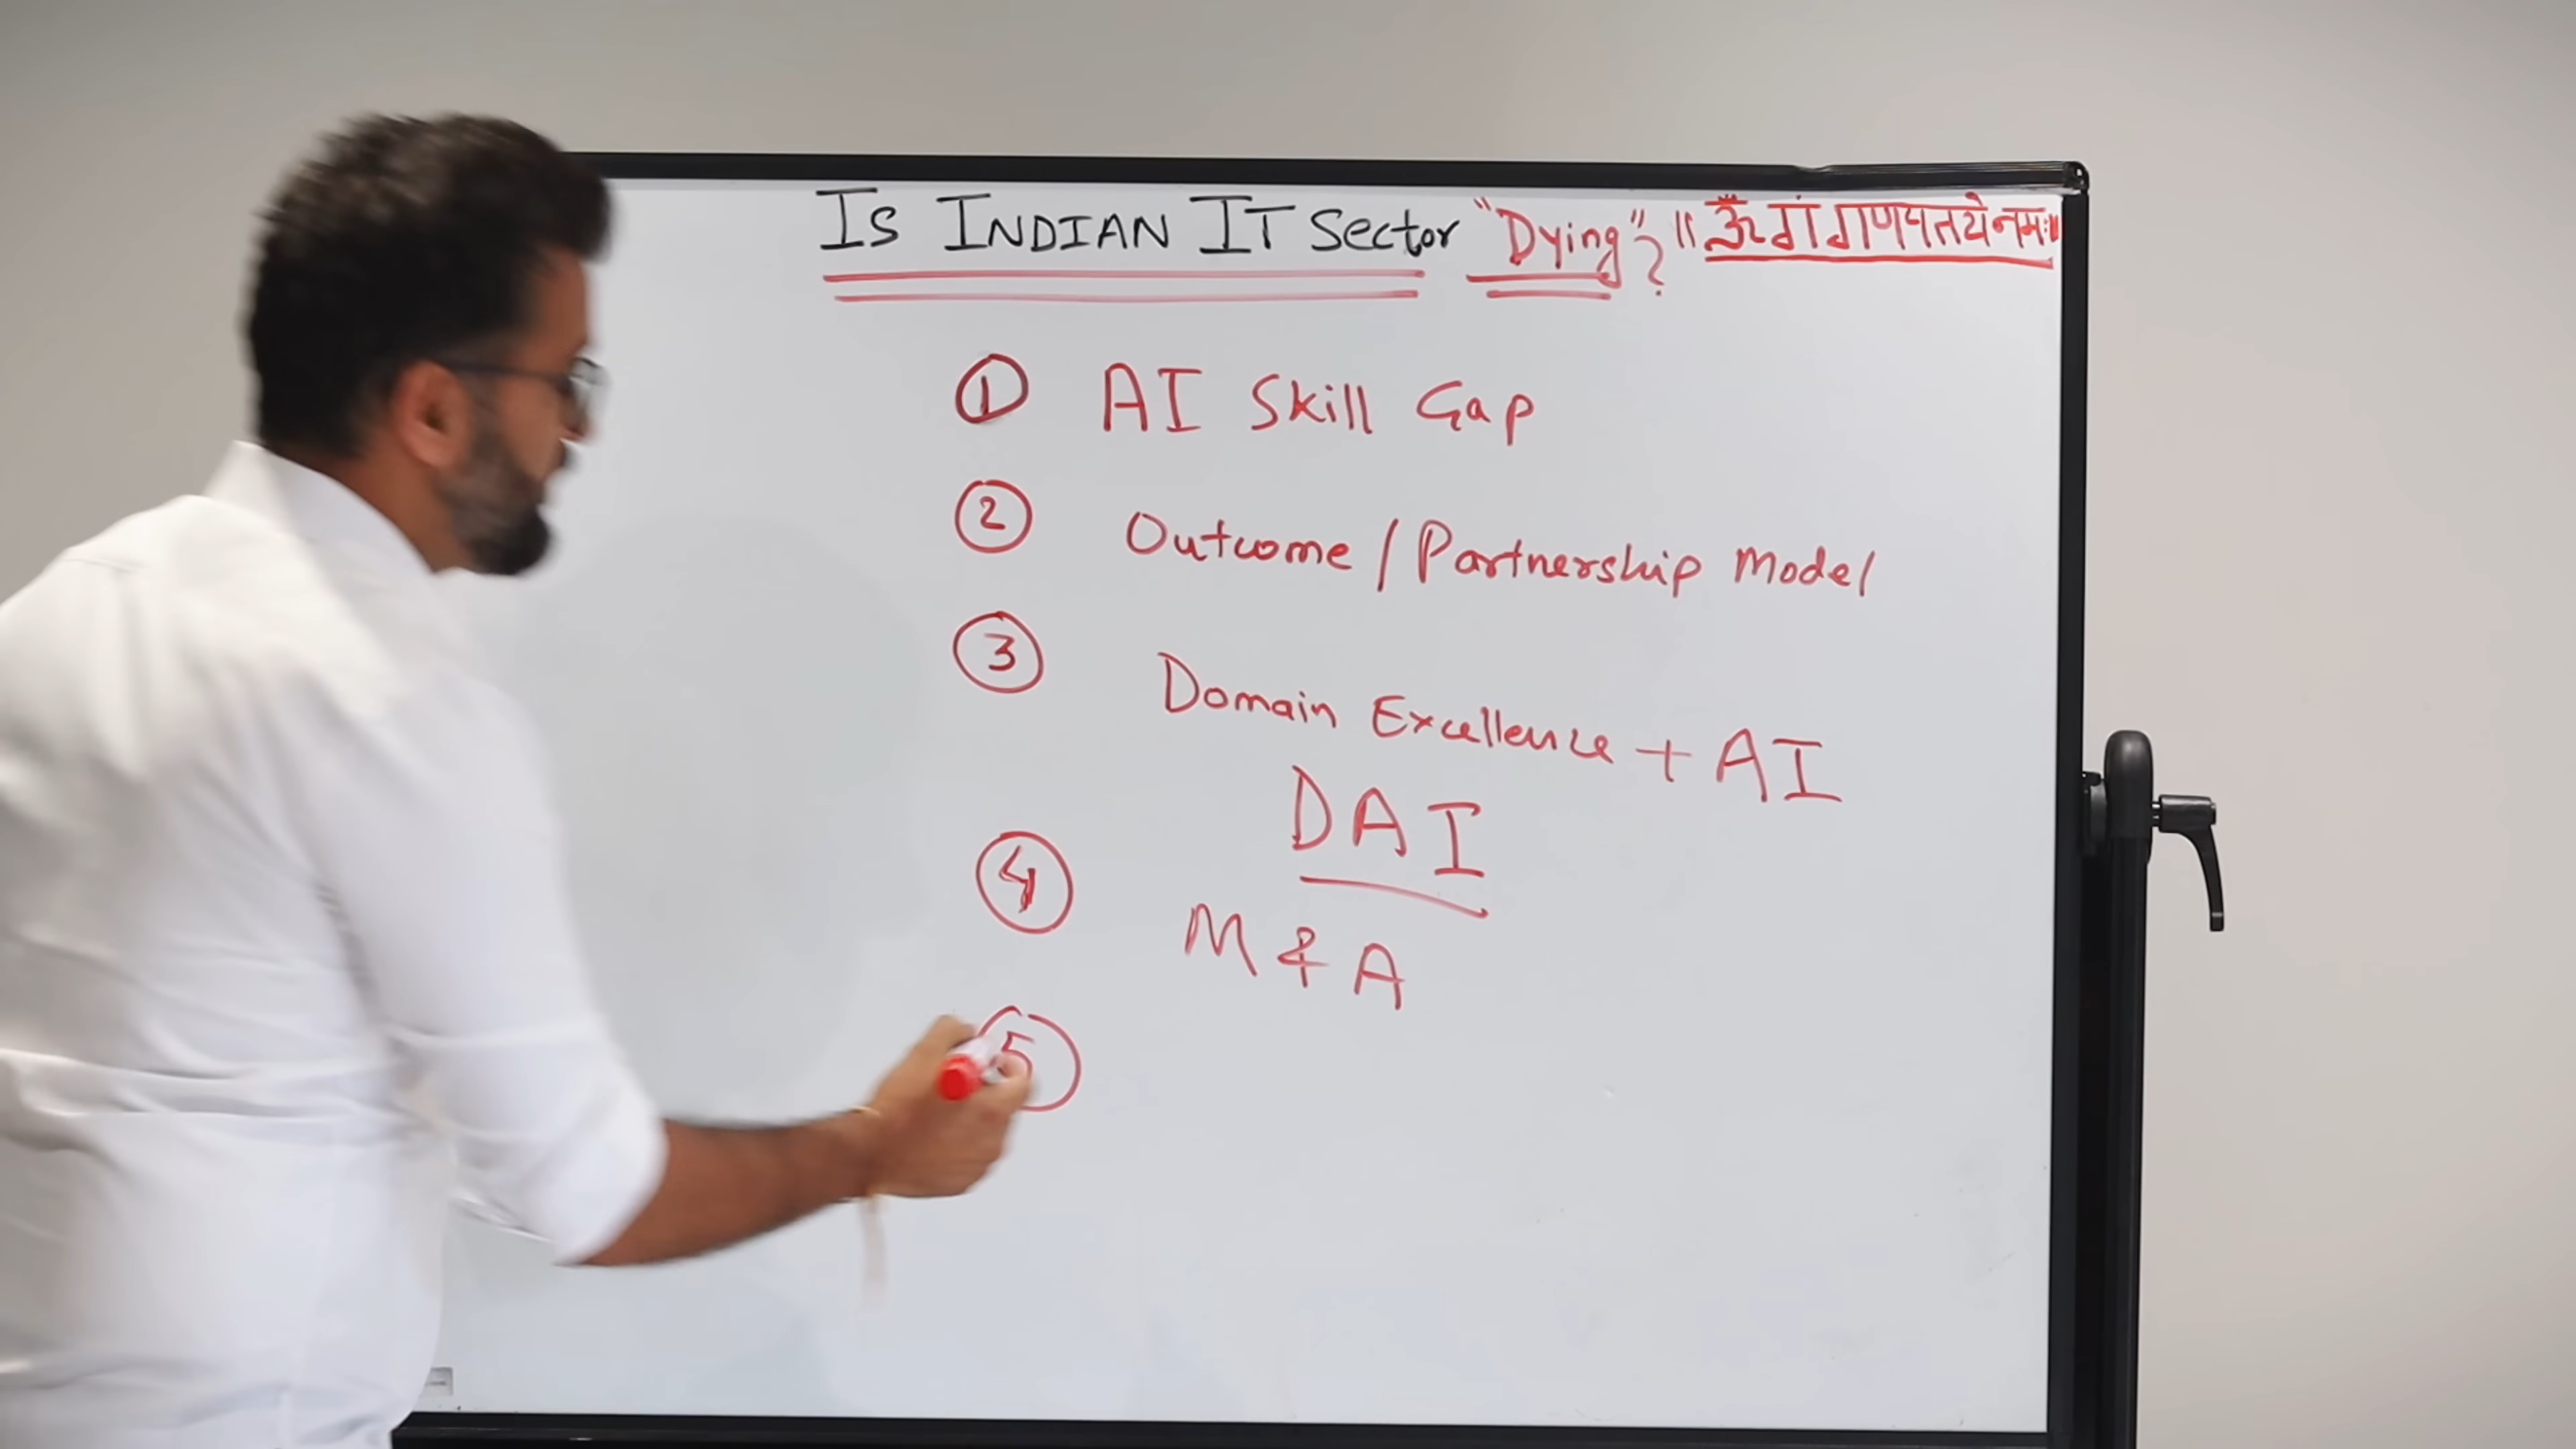 Is INDIAN IT Sector "Dying"? ॥ ॐ गं गणपतये नमः॥
① AI Skill Gap
② Outcome / Partnership Model
③ Domain Excellence + AI
DAI
④ M & A
⑤